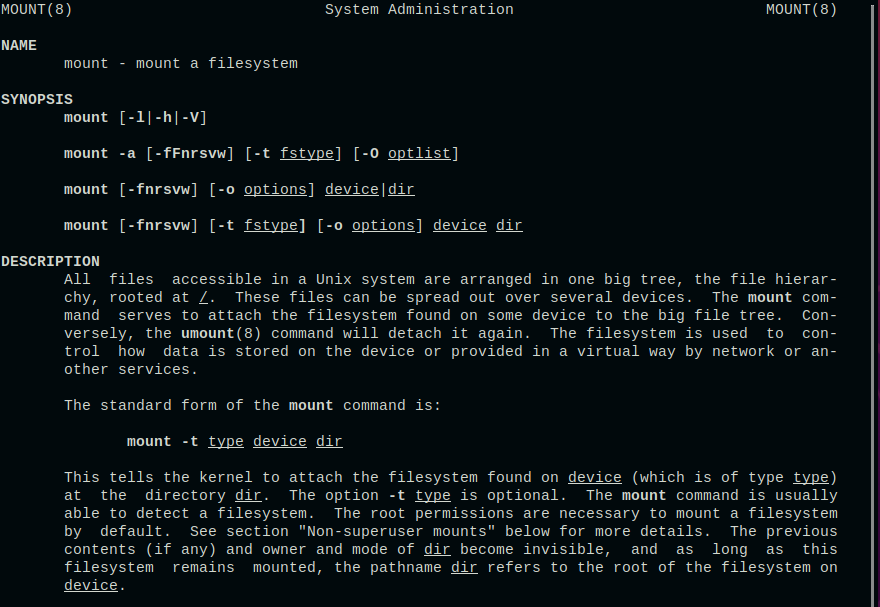 MOUNT(8)                            System Administration                            MOUNT(8)
NAME
       mount - mount a filesystem
SYNOPSIS
       mount [-l|-h|-V]
       mount -a [-fFnrsvw] [-t fstype] [-O optlist]
       mount [-fnrsvw] [-o options] device|dir
       mount [-fnrsvw] [-t fstype] [-o options] device dir
DESCRIPTION
       All  files  accessible in a Unix system are arranged in one big tree, the file hierar-
       chy, rooted at /.  These files can be spread out over several devices.  The mount com-
       mand  serves to attach the filesystem found on some device to the big file tree.  Con-
       versely, the umount(8) command will detach it again.  The filesystem is used  to  con-
       trol  how  data is stored on the device or provided in a virtual way by network or an-
       other services.
       The standard form of the mount command is:
              mount -t type device dir
       This tells the kernel to attach the filesystem found on device (which is of type type)
       at  the  directory dir.  The option -t type is optional.  The mount command is usually
       able to detect a filesystem.  The root permissions are necessary to mount a filesystem
       by  default.  See section "Non-superuser mounts" below for more details.  The previous
       contents (if any) and owner and mode of dir become invisible,  and  as  long  as  this
       filesystem  remains  mounted, the pathname dir refers to the root of the filesystem on
       device.